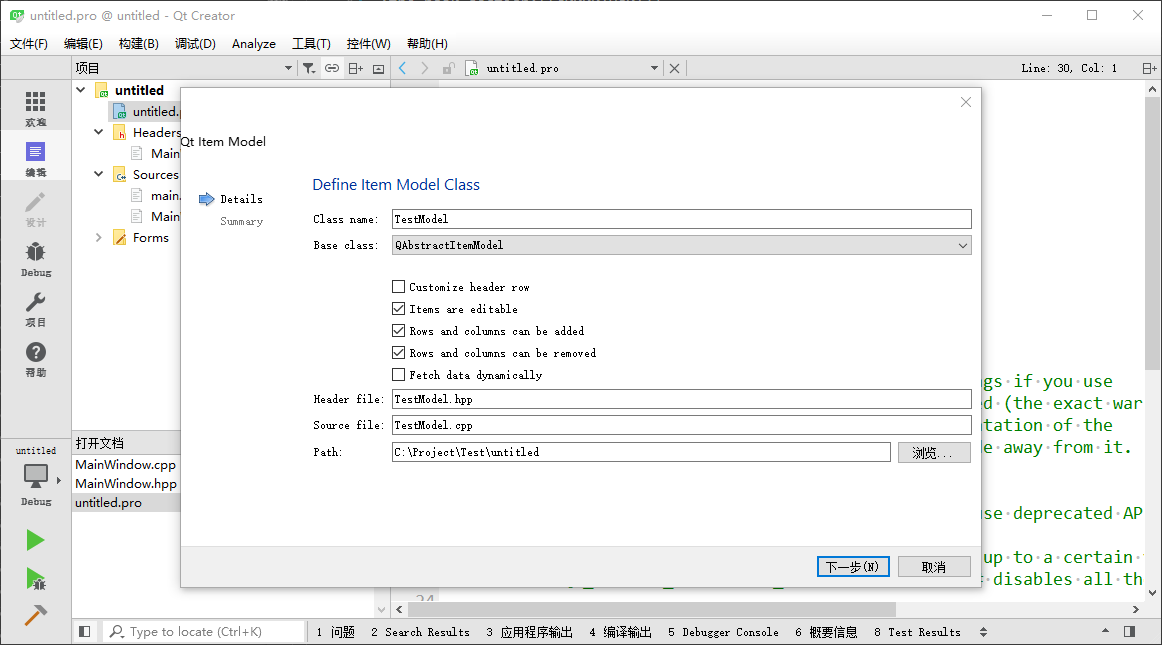 untitled.pro @ untitled - Qt Creator
文件(F) 编辑(E) 构建(B) 调试(D) Analyze 工具(T) 控件(W) 帮助(H)
项目 untitled.pro Line: 30, Col: 1
欢迎
编辑
设计
Debug
项目
帮助
untitled
Debug
untitled
untitled.
Headers
Main
Sources
main.
Main
Forms
打开文档
MainWindow.cpp
MainWindow.hpp
untitled.pro
Qt Item Model
Details
Summary
Define Item Model Class
Class name: TestModel
Base class: QAbstractItemModel
Customize header row
Items are editable
Rows and columns can be added
Rows and columns can be removed
Fetch data dynamically
Header file: TestModel.hpp
Source file: TestModel.cpp
Path: C:\Project\Test\untitled 浏览...
下一步(N) 取消
gs·if·you·use
d·(the·exact·war
tation·of·the
e·away·from·it.
se·deprecated·AP
up·to·a·certain·
disables·all·th
24
Type to locate (Ctrl+K) 1 问题 2 Search Results 3 应用程序输出 4 编译输出 5 Debugger Console 6 概要信息 8 Test Results